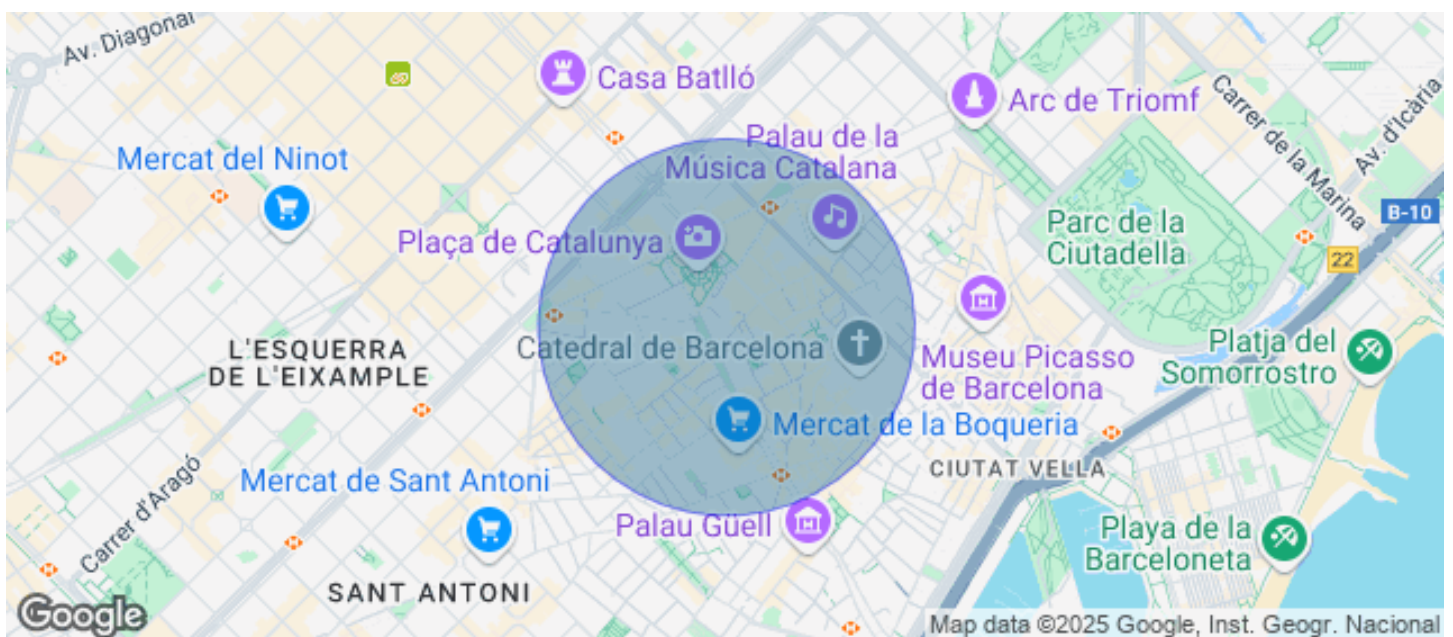 Av. Diagonal
Casa Batlló
Arc de Triomf
Carrer de la Marina
Av. d'Icària
Palau de la
Música Catalana
Mercat del Ninot
B-10
Plaça de Catalunya
Parc de la
Ciutadella
22
L'ESQUERRA
DE L'EIXAMPLE
Catedral de Barcelona
Museu Picasso
de Barcelona
Platja del
Somorrostro
Mercat de la Boqueria
CIUTAT VELLA
Carrer d'Aragó
Mercat de Sant Antoni
Palau Güell
Playa de la
Barceloneta
SANT ANTONI
Google
Map data ©2025 Google, Inst. Geogr. Nacional